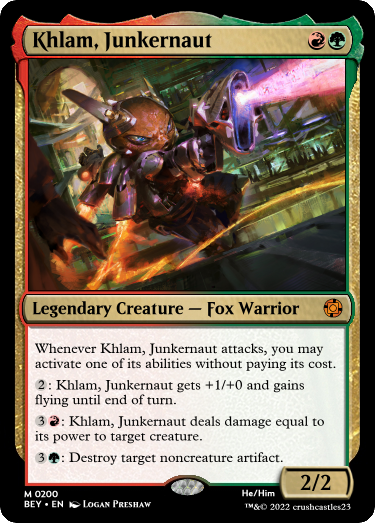 Khlam, Junkernaut
Legendary Creature — Fox Warrior
Whenever Khlam, Junkernaut attacks, you may
activate one of its abilities without paying its cost.
2: Khlam, Junkernaut gets +1/+0 and gains
flying until end of turn.
3: Khlam, Junkernaut deals damage equal to
its power to target creature.
3: Destroy target noncreature artifact.
2/2
M 0200
BEY • EN Logan Preshaw
He/Him
™&© 2022 crushcastles23